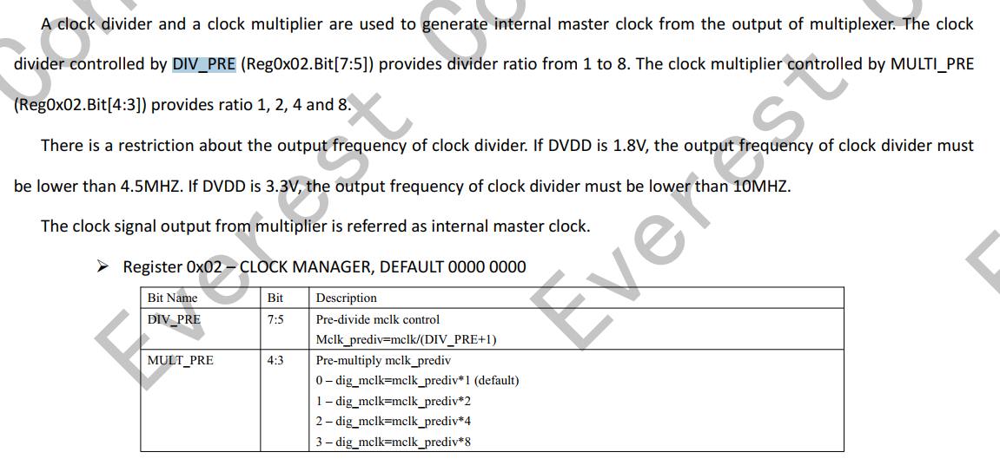 A clock divider and a clock multiplier are used to generate internal master clock from the output of multiplexer. The clock
divider controlled by DIV_PRE (Reg0x02.Bit[7:5]) provides divider ratio from 1 to 8. The clock multiplier controlled by MULTI_PRE
(Reg0x02.Bit[4:3]) provides ratio 1, 2, 4 and 8.
There is a restriction about the output frequency of clock divider. If DVDD is 1.8V, the output frequency of clock divider must
be lower than 4.5MHZ. If DVDD is 3.3V, the output frequency of clock divider must be lower than 10MHZ.
The clock signal output from multiplier is referred as internal master clock.
➢ Register 0x02 – CLOCK MANAGER, DEFAULT 0000 0000
Bit Name Bit Description
DIV_PRE 7:5 Pre-divide mclk control
Mclk_prediv=mclk/(DIV_PRE+1)
MULT_PRE 4:3 Pre-multiply mclk_prediv
0 – dig_mclk=mclk_prediv*1 (default)
1 – dig_mclk=mclk_prediv*2
2 – dig_mclk=mclk_prediv*4
3 – dig_mclk=mclk_prediv*8
Everest
Everest